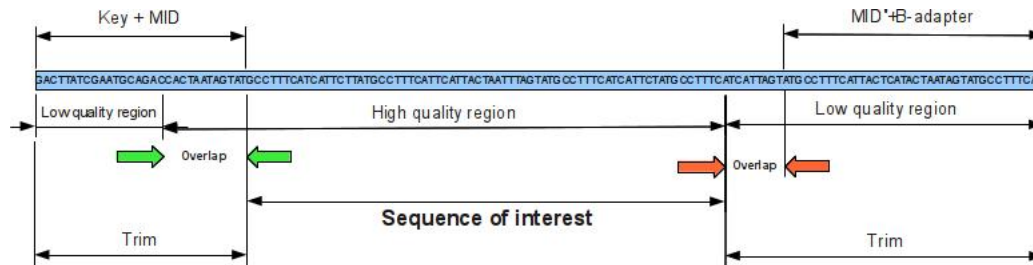 Key + MID
MID"+B-adapter
GACTTATCGAATGCAGACCACTAATAGTATGCCTTTCATCATTCTTATGCCTTTCATTCATTACTAATTTAGTATGCCTTTCATCATTCTATGCCTTTCATCATTAGTATGCCTTTCATTACTCATACTAATAGTATGCCTTTCA
Low quality region
High quality region
Low quality region
Overlap
Overlap
Sequence of interest
Trim
Trim